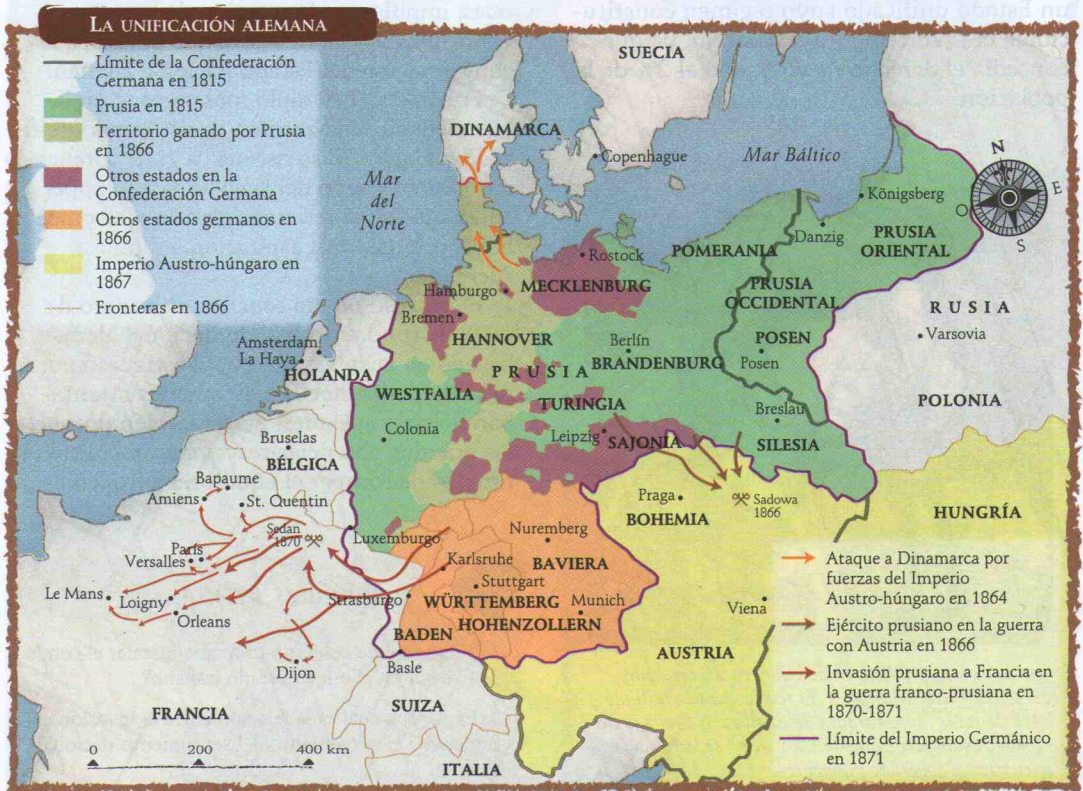 un Estado unificado cuyo régimen constitu-
LA UNIFICACIÓN ALEMANA
Límite de la Confederación
Germana en 1815
Prusia en 1815
Territorio ganado por Prusia
en 1866
Otros estados en la
Confederación Germana
Otros estados germanos en
1866
Imperio Austro-húngaro en
1867
Fronteras en 1866
SUECIA
DINAMARCA
Copenhague
Mar Báltico
Mar
del
Norte
N
E
O
S
Königsberg
Danzig
PRUSIA
ORIENTAL
POMERANIA
Rostock
MECKLENBURG
Hamburgo
Bremen
PRUSIA
OCCIDENTAL
RUSIA
Varsovia
HANNOVER
Berlín
BRANDENBURG
POSEN
Posen
Amsterdam
La Haya
HOLANDA
PRUSIA
WESTFALIA
TURINGIA
POLONIA
Colonia
Leipzig
SAJONIA
Breslau
SILESIA
Bruselas
BÉLGICA
Bapaume
Amiens
St. Quentin
Praga
BOHEMIA
Sadowa
1866
HUNGRÍA
Sedan
1870
Luxemburgo
Nuremberg
París
Versalles
Karlsruhe
BAVIERA
Stuttgart
Le Mans
Loigny
Orleans
Strasburgo
WÜRTTEMBERG
Munich
HOHENZOLLERN
BADEN
Viena
Basle
AUSTRIA
Dijon
FRANCIA
SUIZA
ITALIA
0 200 400 km
Ataque a Dinamarca por
fuerzas del Imperio
Austro-húngaro en 1864
Ejército prusiano en la guerra
con Austria en 1866
Invasión prusiana a Francia en
la guerra franco-prusiana en
1870-1871
Límite del Imperio Germánico
en 1871